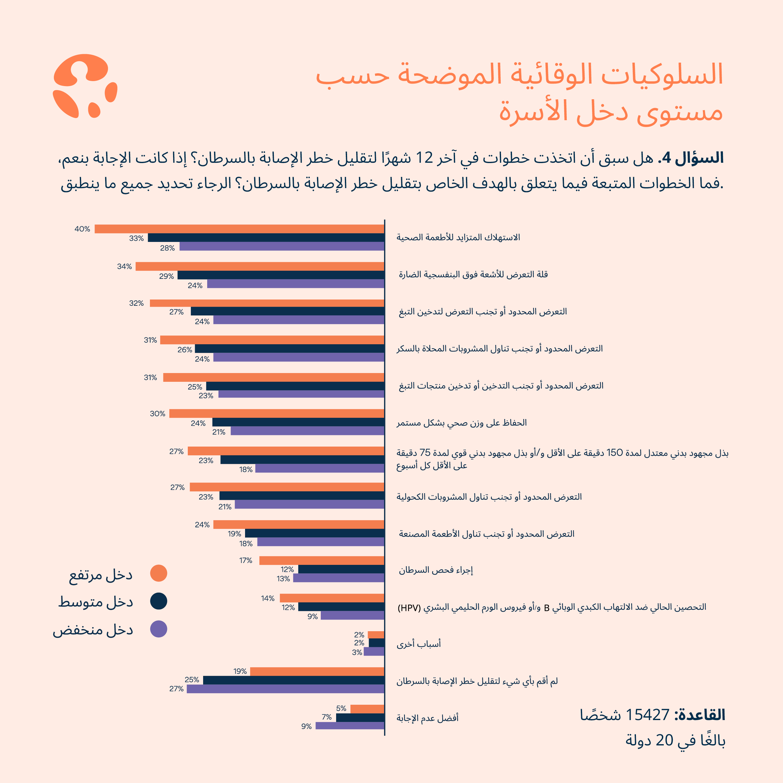 السلوكيات الوقائية الموضحة حسب
مستوى دخل الأسرة
السؤال 4. هل سبق أن اتخذت خطوات في آخر 12 شهرًا لتقليل خطر الإصابة بالسرطان؟ إذا كانت الإجابة بنعم،
فما الخطوات المتبعة فيما يتعلق بالهدف الخاص بتقليل خطر الإصابة بالسرطان؟ الرجاء تحديد جميع ما ينطبق.
الاستهلاك المتزايد للأطعمة الصحية
40%
33%
28%
قلة التعرض للأشعة فوق البنفسجية الضارة
34%
29%
24%
التعرض المحدود أو تجنب التعرض لتدخين التبغ
32%
27%
24%
التعرض المحدود أو تجنب تناول المشروبات المحلاة بالسكر
31%
26%
24%
التعرض المحدود أو تجنب التدخين أو تدخين منتجات التبغ
31%
25%
23%
الحفاظ على وزن صحي بشكل مستمر
30%
24%
21%
بذل مجهود بدني معتدل لمدة 150 دقيقة على الأقل و/أو بذل مجهود بدني قوي لمدة 75 دقيقة
على الأقل كل أسبوع
27%
23%
18%
التعرض المحدود أو تجنب تناول المشروبات الكحولية
27%
23%
21%
التعرض المحدود أو تجنب تناول الأطعمة المصنعة
24%
19%
18%
إجراء فحص السرطان
17%
12%
13%
التحصين الحالي ضد الالتهاب الكبدي الوبائي B و/أو فيروس الورم الحليمي البشري (HPV)
14%
12%
9%
أسباب أخرى
2%
2%
3%
لم أقم بأي شيء لتقليل خطر الإصابة بالسرطان
19%
25%
27%
أفضل عدم الإجابة
5%
7%
9%
دخل مرتفع
دخل متوسط
دخل منخفض
القاعدة: 15427 شخصًا
بالغًا في 20 دولة